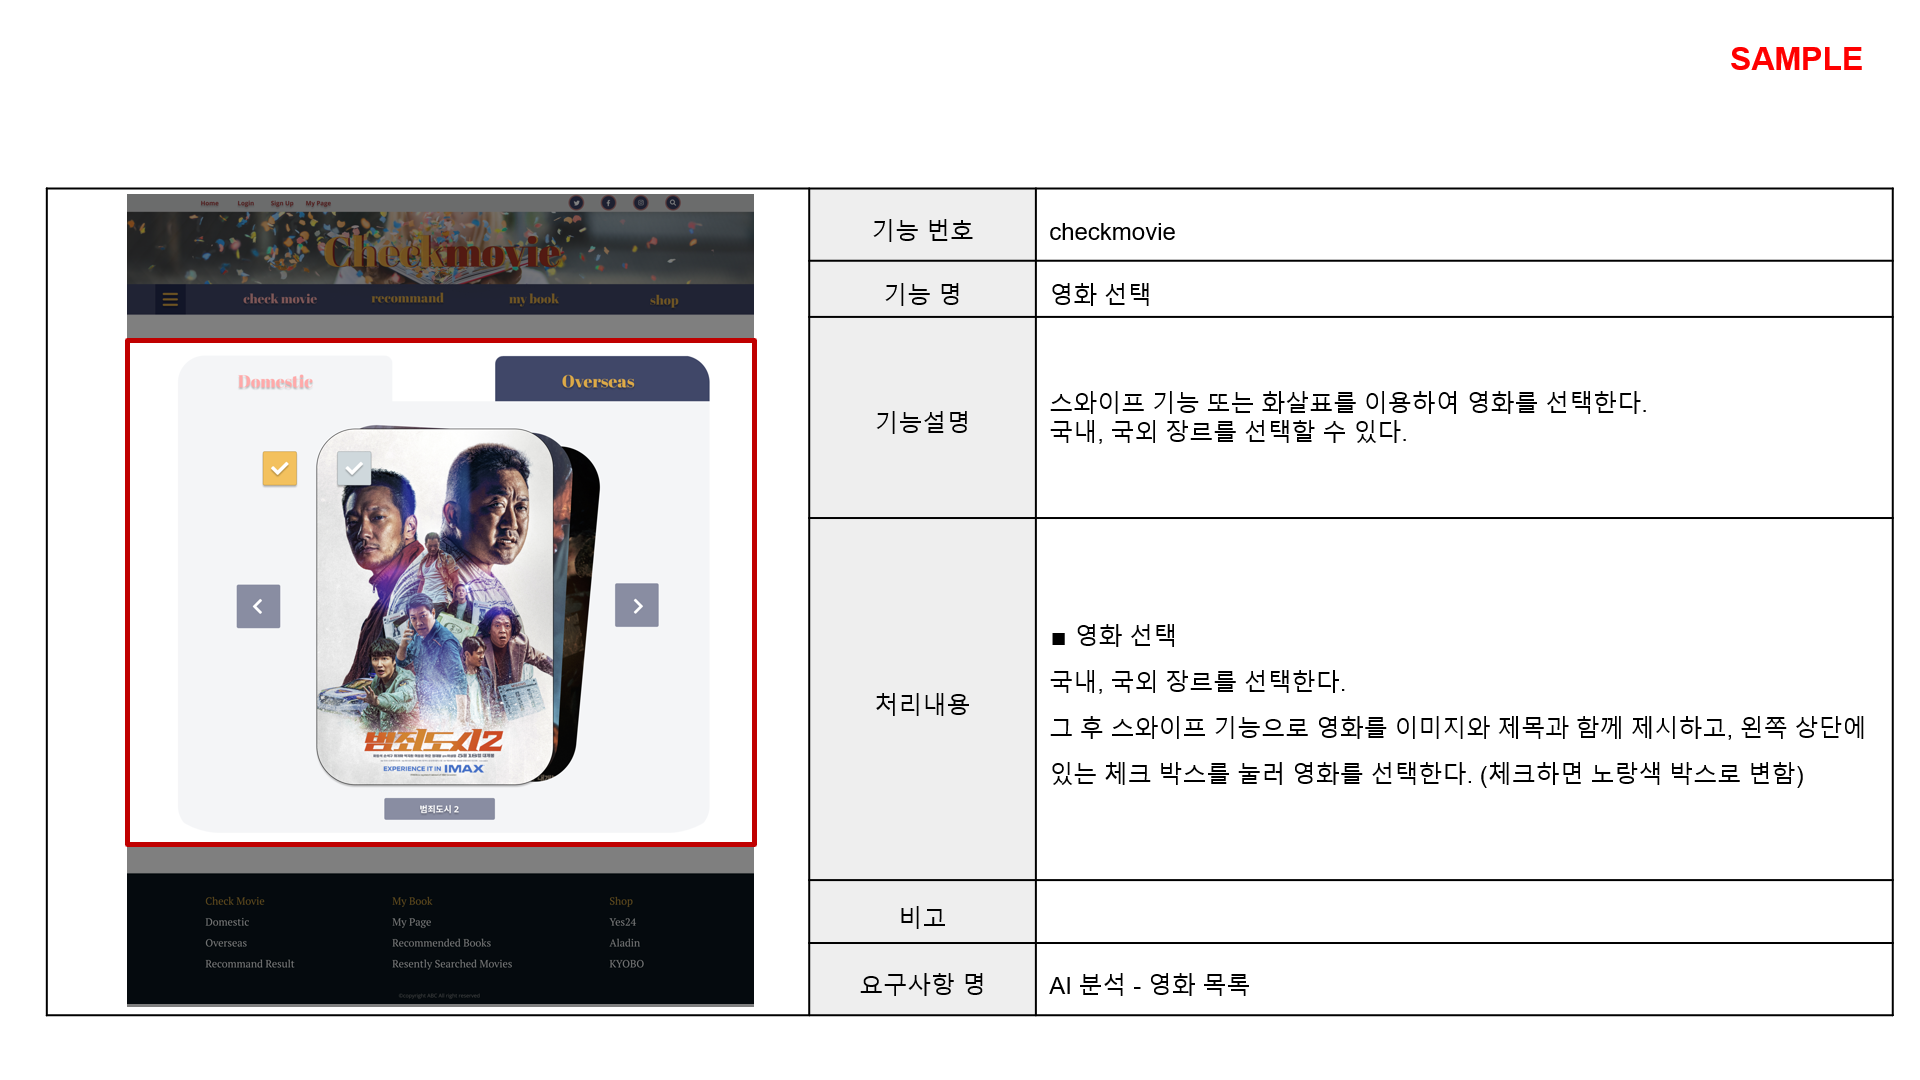 SAMPLE
Home Login Sign Up My Page
Checkmovie
check movie recommand my book shop
Domestic
Overseas
범죄도시2
EXPERIENCE IT IN IMAX
범죄도시 2
Check Movie My Book Shop
Domestic My Page Yes24
Overseas Recommended Books Aladin
Recommand Result Resently Searched Movies KYOBO
©copyright ABC All right reserved
기능 번호
checkmovie
기능 명
영화 선택
기능설명
스와이프 기능 또는 화살표를 이용하여 영화를 선택한다.
국내, 국외 장르를 선택할 수 있다.
처리내용
■ 영화 선택
국내, 국외 장르를 선택한다.
그 후 스와이프 기능으로 영화를 이미지와 제목과 함께 제시하고, 왼쪽 상단에
있는 체크 박스를 눌러 영화를 선택한다. (체크하면 노랑색 박스로 변함)
비고
요구사항 명
AI 분석 - 영화 목록